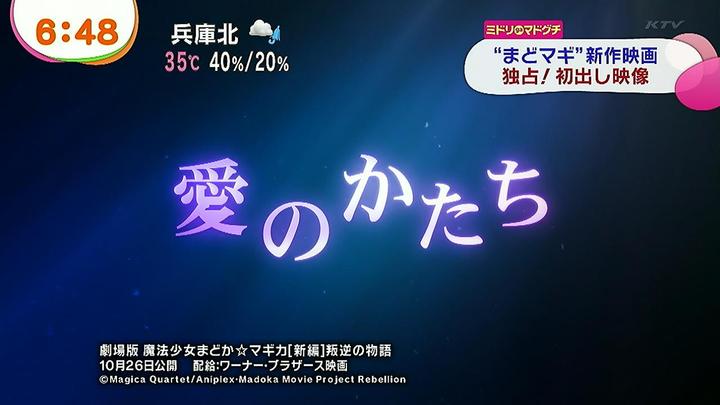 6:48
兵庫北
35℃ 40%/20%
ミドリのマドグチ
KTV
“まどマギ”新作映画
独占！初出し映像
愛のかたち
劇場版 魔法少女まどか☆マギカ[新編]叛逆の物語
10月26日公開 配給:ワーナー・ブラザース映画
©Magica Quartet/Aniplex・Madoka Movie Project Rebellion